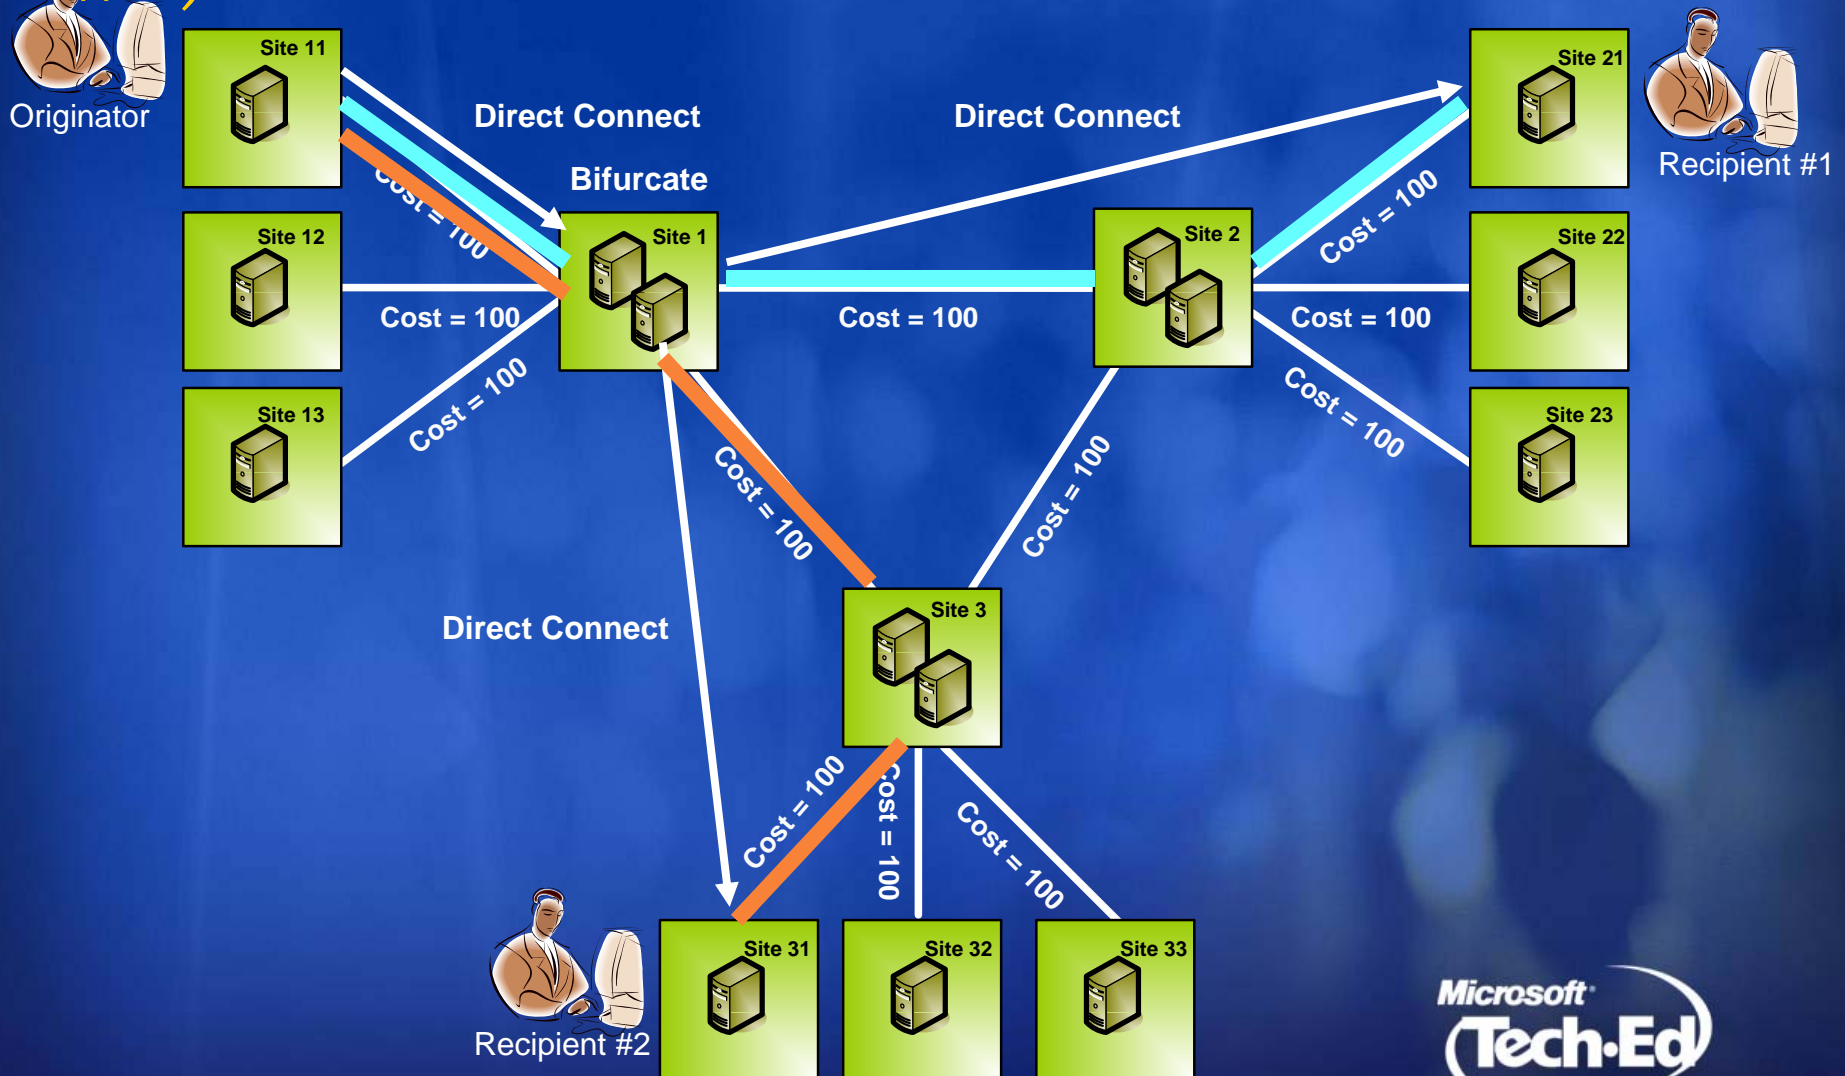 Originator
Site 11
Direct Connect
Direct Connect
Site 21
Recipient #1
Bifurcate
Cost = 100
Cost = 100
Site 12
Site 1
Site 2
Site 22
Cost = 100
Cost = 100
Cost = 100
Site 13
Cost = 100
Cost = 100
Site 23
Cost = 100
Cost = 100
Direct Connect
Site 3
Cost = 100
Cost = 100
Cost = 100
Site 31
Site 32
Site 33
Recipient #2
Microsoft
Tech·Ed